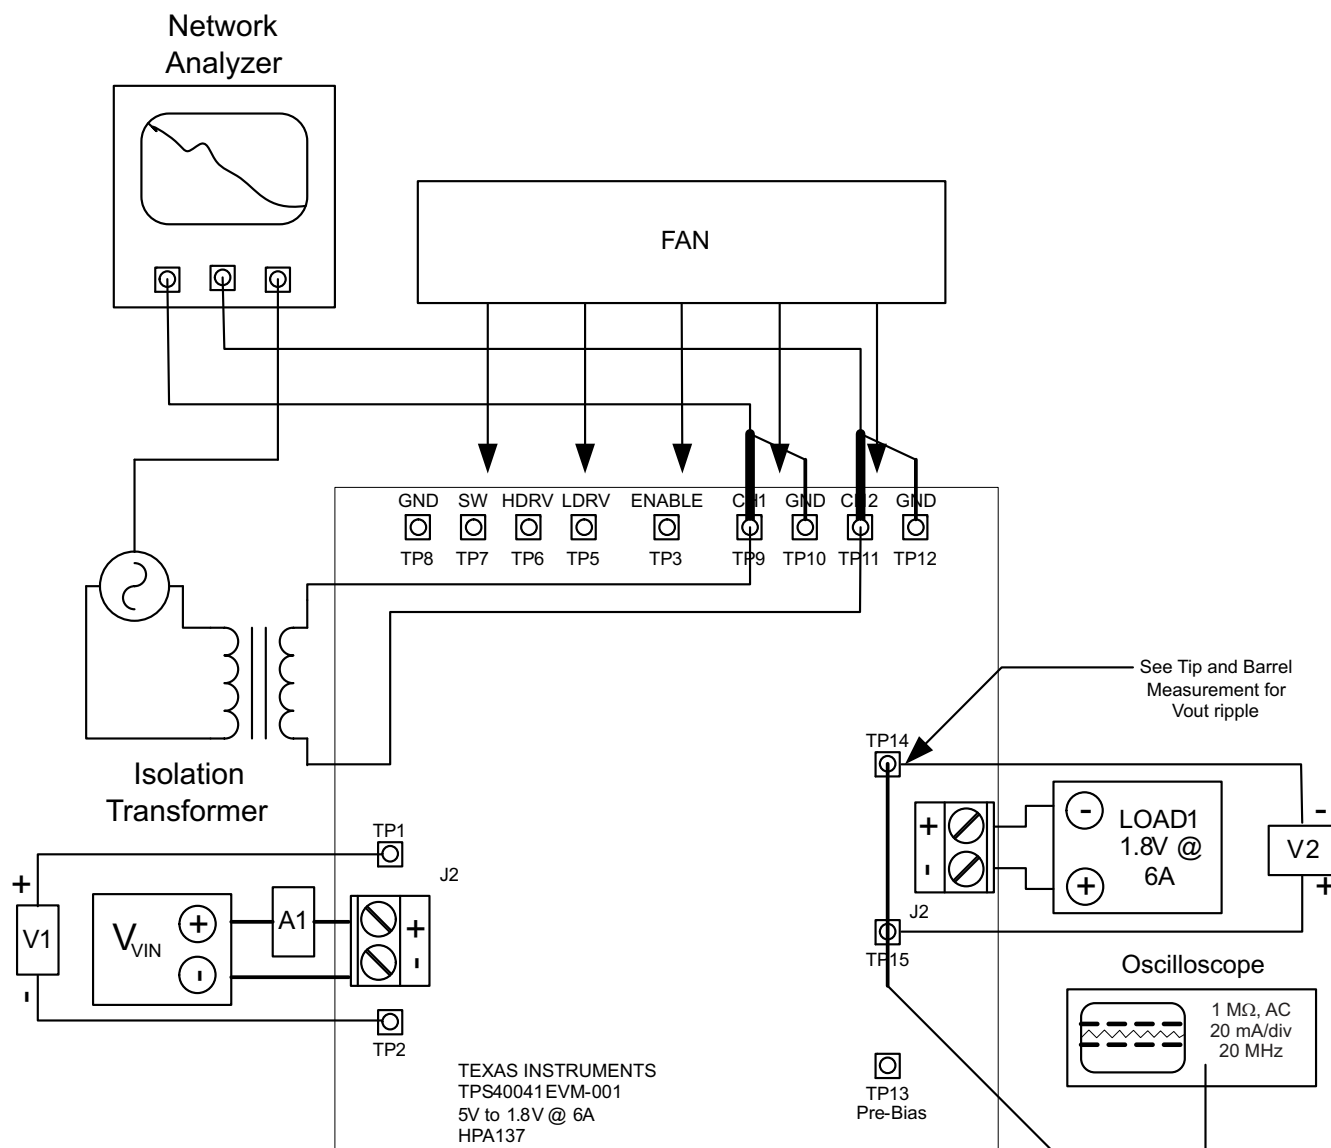 Network
Analyzer
FAN
GND SW HDRV LDRV ENABLE CH1 GND CH2 GND
TP8 TP7 TP6 TP5 TP3 TP9 TP10 TP11 TP12
See Tip and Barrel
Measurement for
Vout ripple
Isolation
Transformer
TP14
TP1
J2
+
V1
-
V VIN
+
-
A1
+
-
TP2
+
-
J2
-
+
LOAD1
1.8V @
6A
-
V2
+
TP15
Oscilloscope
1 MΩ, AC
20 mA/div
20 MHz
TP13
Pre-Bias
TEXAS INSTRUMENTS
TPS40041EVM-001
5V to 1.8V @ 6A
HPA137